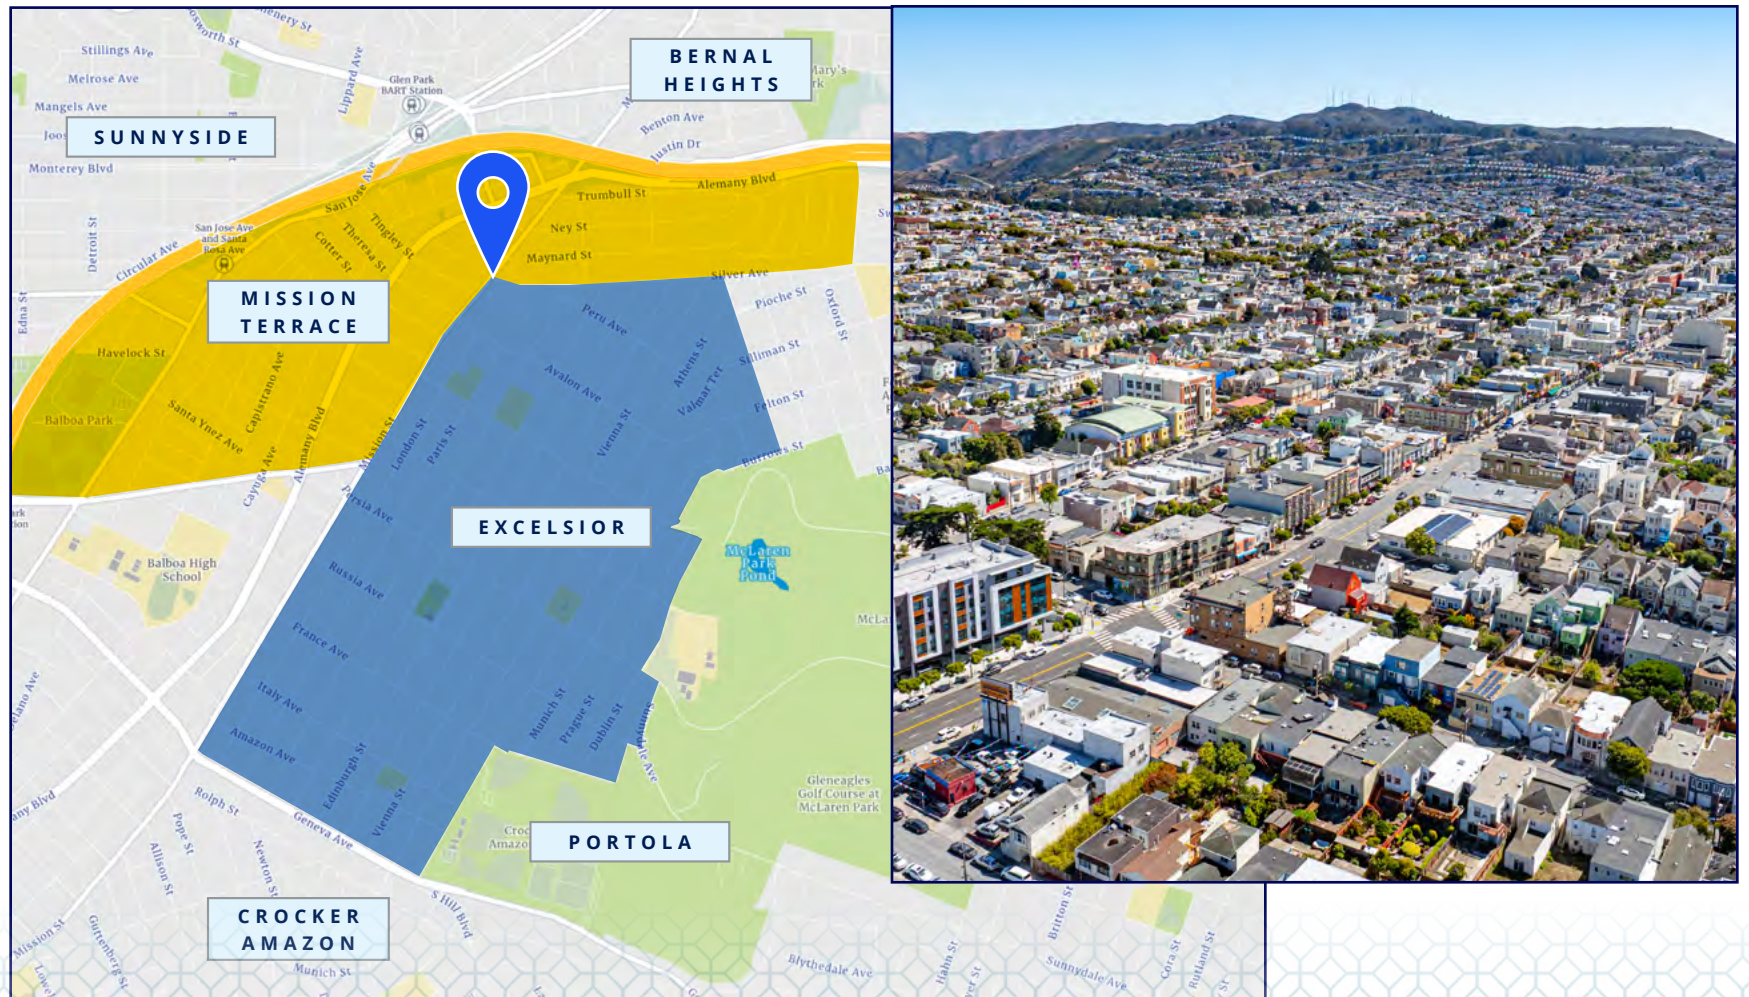 Stillings Ave
Melrose Ave
Mangels Ave
SUNNYSIDE
Monterey Blvd
Lippard Ave
Glen Park
BART Station
BERNAL
HEIGHTS
Benton Ave
Justin Dr
Detroit St
Circular Ave
Edna St
San Jose Ave
San Jose Ave
and Santa
Rosa Ave
Tingley St
Theresa St
Cotter St
Trumbull St
Alemany Blvd
Ney St
Maynard St
Silver Ave
MISSION
TERRACE
Havelock St
Balboa Park
Santa Ynez Ave
Capistrano Ave
Cayuga Ave
Alemany Blvd
Mission St
London St
Paris St
Peru Ave
Avalon Ave
Vienna St
Athens St
Valmar Ter
Pioche St
Oxford St
Silliman St
Felton St
Burrows St
Persia Ave
EXCELSIOR
McLaren
Park
Pond
Balboa High
School
Russia Ave
France Ave
Italy Ave
Amazon Ave
Edinburgh St
Vienna St
Munich St
Prague St
Dublin St
Gleneagles
Golf Course at
McLaren Park
PORTOLA
Rolph St
Geneva Ave
Pope St
Allison St
Newton St
CROCKER
AMAZON
S Hill Blvd
Mission St
Guttenberg St
Munich St
Blythedale Ave
Hahn St
Britton St
Sunnydale Ave
Cora St
Rutland St